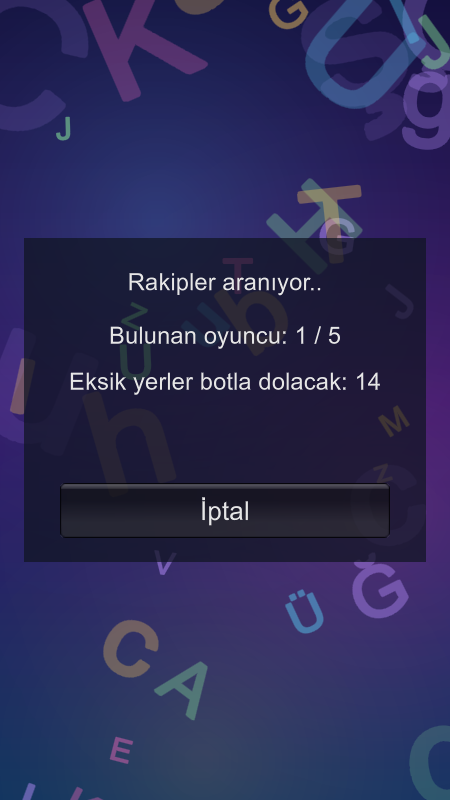 Rakipler aranıyor..
Bulunan oyuncu: 1 / 5
Eksik yerler botla dolacak: 14
İptal